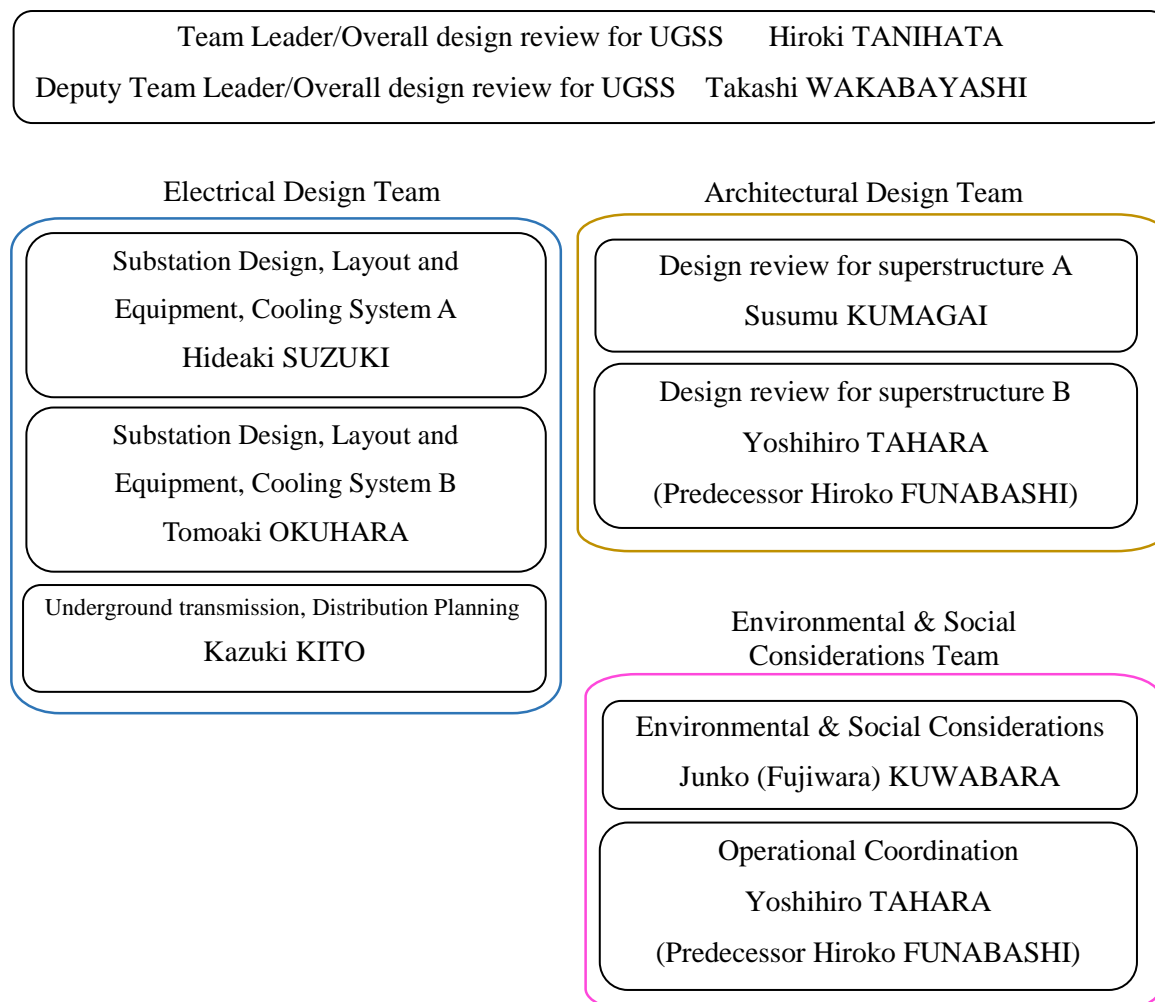 Team Leader/Overall design review for UGSS Hiroki TANIHATA
Deputy Team Leader/Overall design review for UGSS Takashi WAKABAYASHI
Electrical Design Team
Substation Design, Layout and
Equipment, Cooling System A
Hideaki SUZUKI
Substation Design, Layout and
Equipment, Cooling System B
Tomoaki OKUHARA
Underground transmission, Distribution Planning
Kazuki KITO
Architectural Design Team
Design review for superstructure A
Susumu KUMAGAI
Design review for superstructure B
Yoshihiro TAHARA
(Predecessor Hiroko FUNABASHI)
Environmental & Social
Considerations Team
Environmental & Social Considerations
Junko (Fujiwara) KUWABARA
Operational Coordination
Yoshihiro TAHARA
(Predecessor Hiroko FUNABASHI)